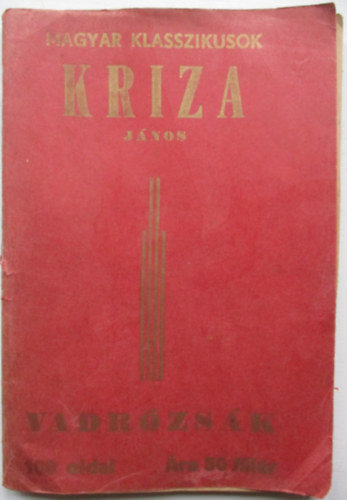 MAGYAR KLASSZIKUSOK
KRIZA
JÁNOS
VADRÓZSÁK
100 oldal Ára 50 fillér